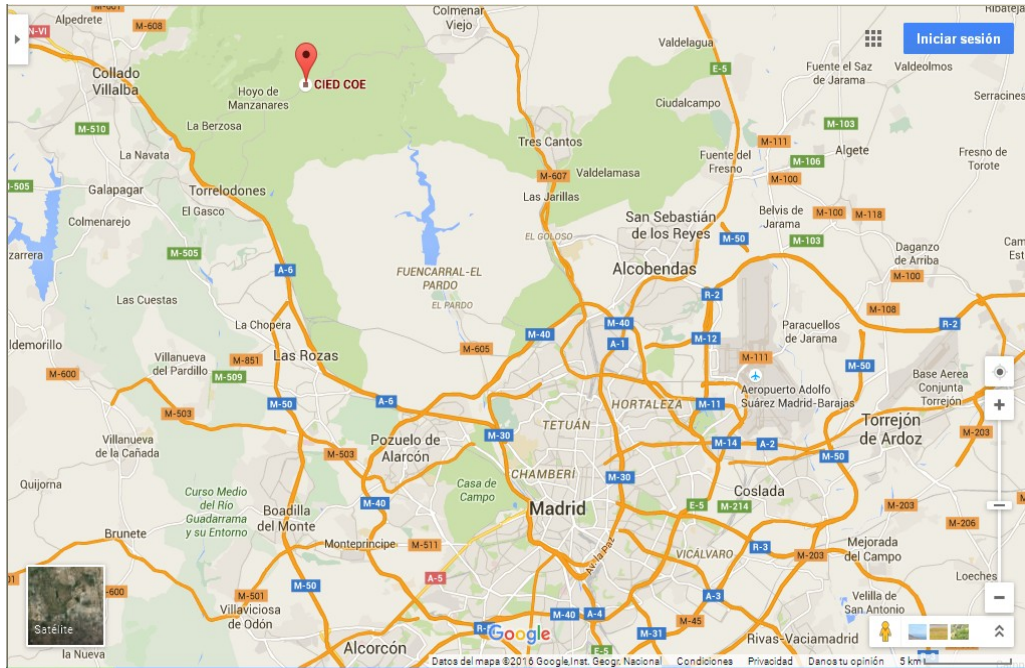 Alpedrete
M-608
N-VI
Colmenar
Viejo
Ribatejada
Iniciar sesión
Valdelagua
E-5
Fuente el Saz
de Jarama
Valdeolmos
Collado
Villalba
CIED COE
Hoyo de
Manzanares
Ciudalcampo
Serracines
M-510
La Berzosa
M-103
M-111
Algete
Tres Cantos
La Navata
Fuente del
Fresno
M-106
Fresno de
Torote
M-607
Valdelamasa
M-100
-505
Galapagar
Torrelodones
Las Jarillas
El Gasco
Colmenarejo
San Sebastián
de los Reyes
Belvis de
Jarama
M-100
M-118
EL GOLOSO
M-50
M-103
zarrera
M-505
Daganzo
de Arriba
A-6
FUENCARRAL-EL
PARDO
Alcobendas
M-100
EL PARDO
R-2
Las Cuestas
M-108
La Chopera
M-40
M-40
Paracuellos
de Jarama
R-2
ldemorillo
A-1
M-12
Villanueva
del Pardillo
M-851
Las Rozas
M-605
M-111
M-50
M-600
M-509
Aeropuerto Adolfo
Suárez Madrid-Barajas
Base Aerea
Conjunta
Torrejón
M-503
M-50
A-6
HORTALEZA
M-11
TETUÁN
Torrejón
de Ardoz
M-203
Villanueva
de la Cañada
Pozuelo de
Alarcón
M-30
M-14
A-2
M-503
M-50
Quijorna
CHAMBERÍ
M-30
Curso Medio
del Río
Guadarrama
y su Entorno
Casa de
Campo
Coslada
M-40
Madrid
E-5
M-214
M-203
Boadilla
del Monte
M-206
Brunete
Monteprincipe
M-511
Av. la Paz
VICÁLVARO
R-3
M-203
Mejorada
del Campo
A-5
Loeches
M-50
M-501
-600
A-3
Velilla de
San Antonio
Villaviciosa
de Odón
M-40
A-4
M-45
Satélite
Google
M-31
Rivas-Vaciamadrid
Alcorcón
E-5
la Nueva
Datos del mapa ©2016 Google, Inst. Geogr. Nacional Condiciones Privacidad Danos tu opinión 5 km